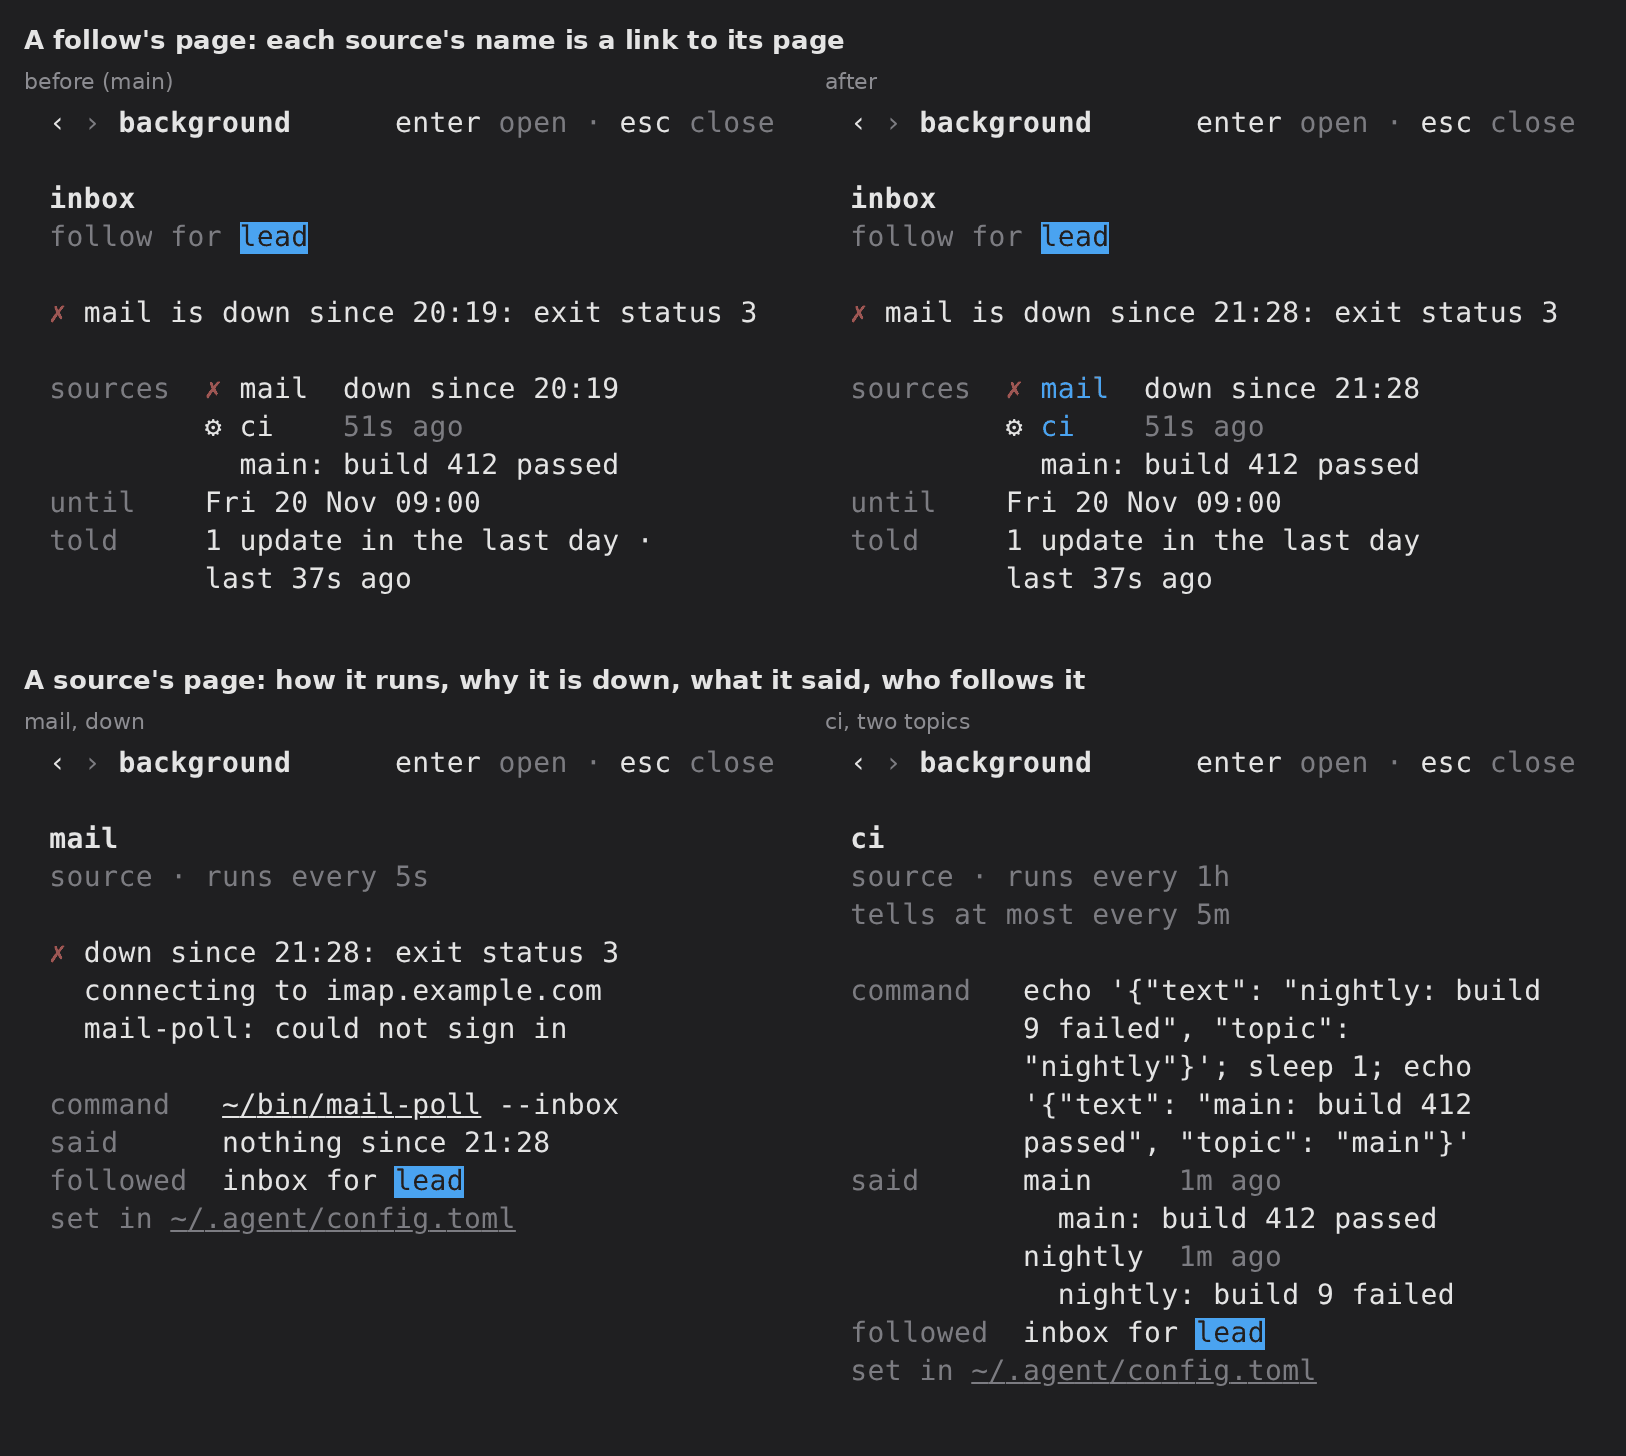 A follow's page: each source's name is a link to its page
before (main)
‹ › background enter open · esc close
inbox
follow for lead
✗ mail is down since 20:19: exit status 3
sources ✗ mail down since 20:19
⚙ ci 51s ago
main: build 412 passed
until Fri 20 Nov 09:00
told 1 update in the last day ·
last 37s ago
after
‹ › background enter open · esc close
inbox
follow for lead
✗ mail is down since 21:28: exit status 3
sources ✗ mail down since 21:28
⚙ ci 51s ago
main: build 412 passed
until Fri 20 Nov 09:00
told 1 update in the last day
last 37s ago
A source's page: how it runs, why it is down, what it said, who follows it
mail, down
‹ › background enter open · esc close
mail
source · runs every 5s
✗ down since 21:28: exit status 3
connecting to imap.example.com
mail-poll: could not sign in
command ~/bin/mail-poll --inbox
said nothing since 21:28
followed inbox for lead
set in ~/.agent/config.toml
ci, two topics
‹ › background enter open · esc close
ci
source · runs every 1h
tells at most every 5m
command echo '{"text": "nightly: build
9 failed", "topic":
"nightly"}'; sleep 1; echo
'{"text": "main: build 412
passed", "topic": "main"}'
said main 1m ago
main: build 412 passed
nightly 1m ago
nightly: build 9 failed
followed inbox for lead
set in ~/.agent/config.toml